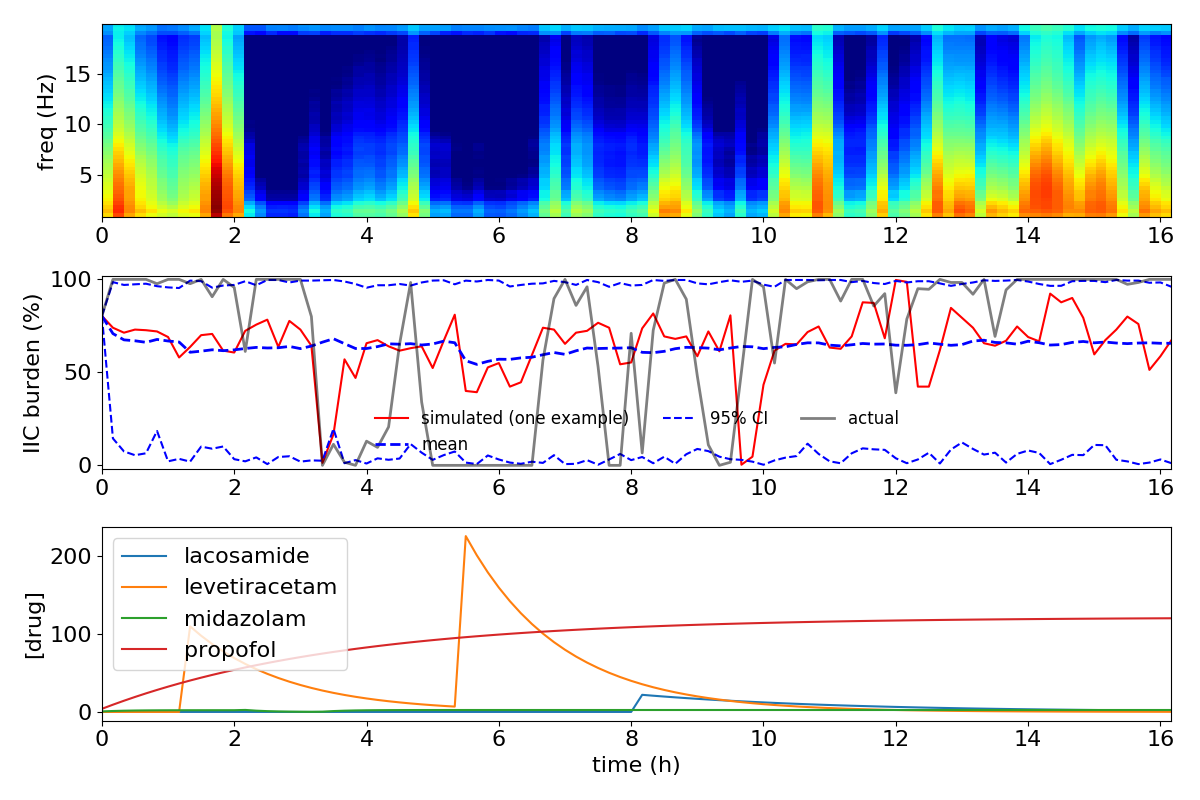 freq (Hz)
15
10
5
0 2 4 6 8 10 12 14 16
IIC burden (%)
100
50
0
simulated (one example) 95% CI actual
mean
0 2 4 6 8 10 12 14 16
[drug]
200
100
0
lacosamide
levetiracetam
midazolam
propofol
0 2 4 6 8 10 12 14 16
time (h)